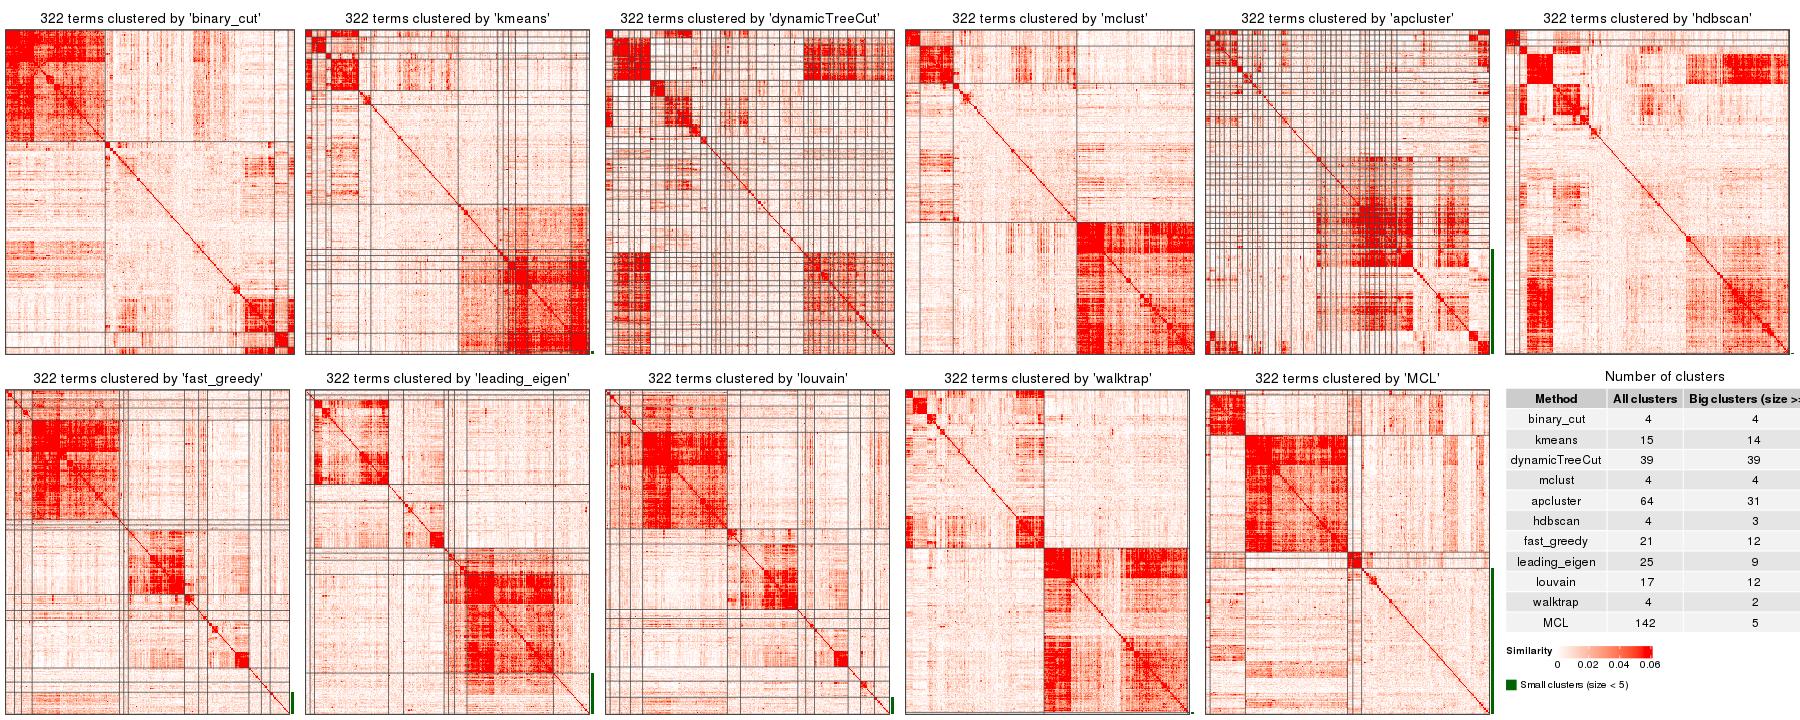 322 terms clustered by 'binary_cut'
322 terms clustered by 'kmeans'
322 terms clustered by 'dynamicTreeCut'
322 terms clustered by 'mclust'
322 terms clustered by 'apcluster'
322 terms clustered by 'hdbscan'
322 terms clustered by 'fast_greedy'
322 terms clustered by 'leading_eigen'
322 terms clustered by 'louvain'
322 terms clustered by 'walktrap'
322 terms clustered by 'MCL'
Number of clusters
Method All clusters Big clusters (size >
binary_cut 4 4
kmeans 15 14
dynamicTreeCut 39 39
mclust 4 4
apcluster 64 31
hdbscan 4 3
fast_greedy 21 12
leading_eigen 25 9
louvain 17 12
walktrap 4 2
MCL 142 5
Similarity
0 0.02 0.04 0.06
Small clusters (size < 5)